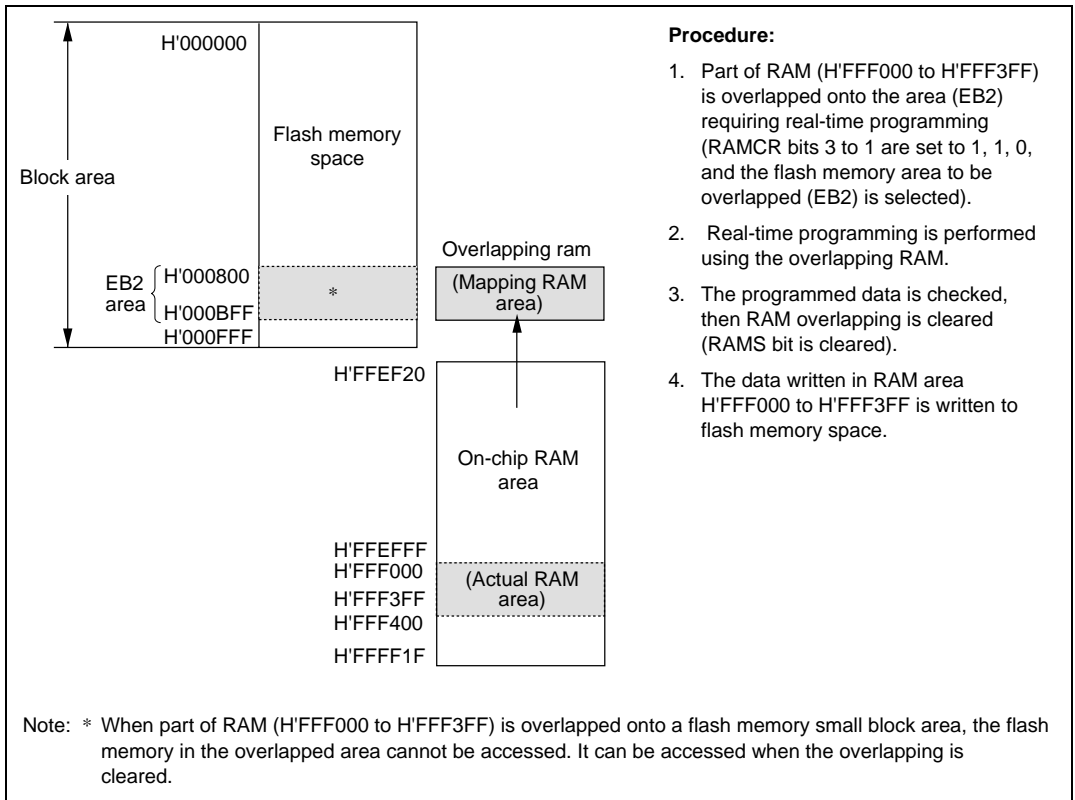 H'000000
Flash memory
space
Block area
EB2
area
H'000800
H'000BFF
H'000FFF
*
Overlapping ram
(Mapping RAM
area)
H'FFEF20
On-chip RAM
area
H'FFEFFF
H'FFF000
H'FFF3FF
H'FFF400
H'FFFF1F
(Actual RAM
area)
Procedure:
1. Part of RAM (H'FFF000 to H'FFF3FF)
is overlapped onto the area (EB2)
requiring real-time programming
(RAMCR bits 3 to 1 are set to 1, 1, 0,
and the flash memory area to be
overlapped (EB2) is selected).
2. Real-time programming is performed
using the overlapping RAM.
3. The programmed data is checked,
then RAM overlapping is cleared
(RAMS bit is cleared).
4. The data written in RAM area
H'FFF000 to H'FFF3FF is written to
flash memory space.
Note: * When part of RAM (H'FFF000 to H'FFF3FF) is overlapped onto a flash memory small block area, the flash
memory in the overlapped area cannot be accessed. It can be accessed when the overlapping is
cleared.